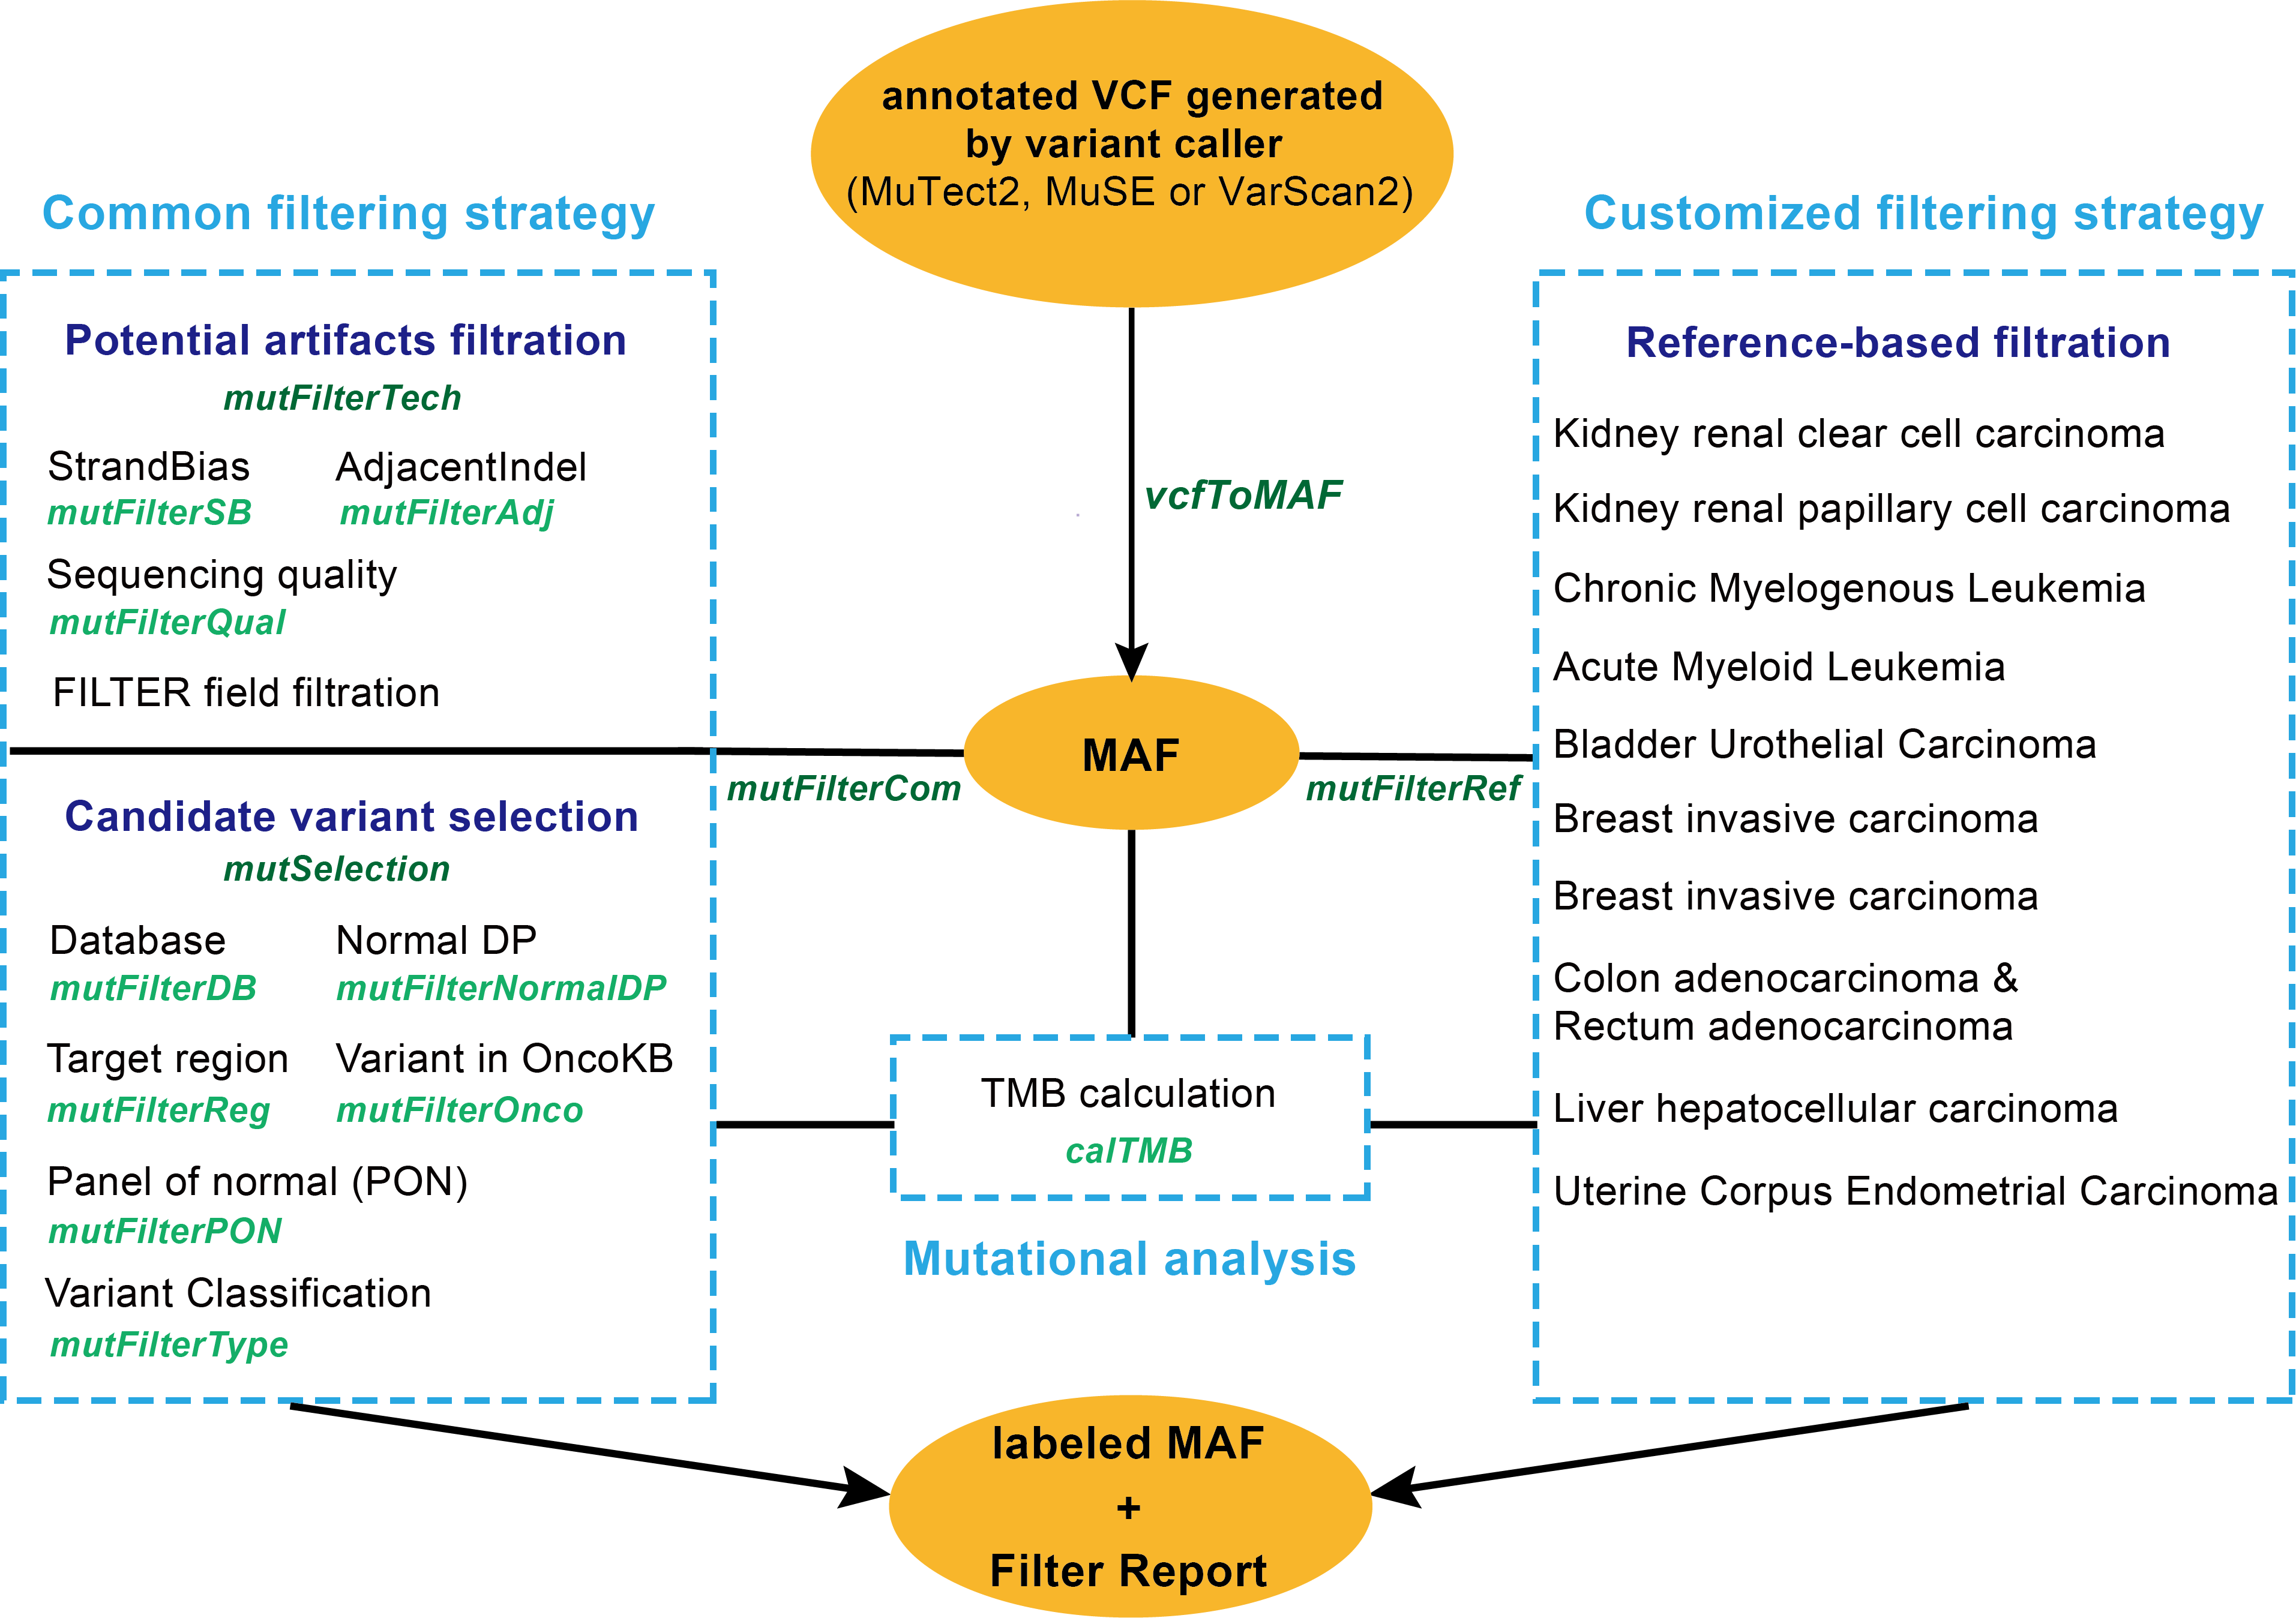 annotated VCF generated
by variant caller
(MuTect2, MuSE or VarScan2)
Common filtering strategy
Potential artifacts filtration
mutFilterTech
StrandBias
mutFilterSB
AdjacentIndel
mutFilterAdj
Sequencing quality
mutFilterQual
FILTER field filtration
Candidate variant selection
mutSelection
Database
mutFilterDB
Normal DP
mutFilterNormalDP
Target region
mutFilterReg
Variant in OncoKB
mutFilterOnco
Panel of normal (PON)
mutFilterPON
Variant Classification
mutFilterType
vcfToMAF
MAF
mutFilterCom
mutFilterRef
TMB calculation
calTMB
Mutational analysis
Customized filtering strategy
Reference-based filtration
Kidney renal clear cell carcinoma
Kidney renal papillary cell carcinoma
Chronic Myelogenous Leukemia
Acute Myeloid Leukemia
Bladder Urothelial Carcinoma
Breast invasive carcinoma
Breast invasive carcinoma
Colon adenocarcinoma &
Rectum adenocarcinoma
Liver hepatocellular carcinoma
Uterine Corpus Endometrial Carcinoma
labeled MAF
+
Filter Report